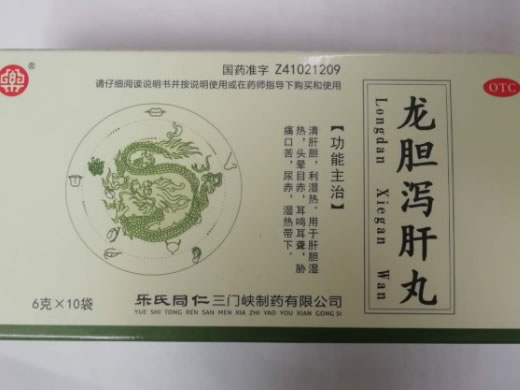 国药准字 Z41021209
请仔细阅读说明书并按说明使用或在药师指导下购买和使用
OTC
龙胆泻肝丸
Longdan Xiegan Wan
【功能主治】
清肝胆，利湿热。用于肝胆湿
热，头晕目赤，耳鸣耳聋，胁
痛口苦，尿赤，湿热带下。
6克×10袋
乐氏同仁三门峡制药有限公司
YUE SHI TONG REN SAN MEN XIA ZHI YAO YOU XIAN GONG SI